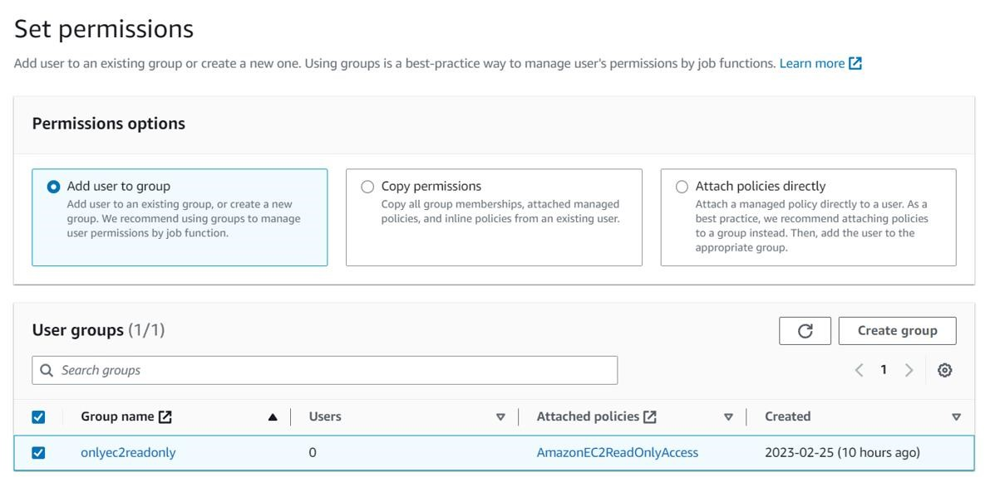 Set permissions
Add user to an existing group or create a new one. Using groups is a best-practice way to manage user's permissions by job functions. Learn more
Permissions options
Add user to group
Add user to an existing group, or create a new
group. We recommend using groups to manage
user permissions by job function.
Copy permissions
Copy all group memberships, attached managed
policies, and inline policies from an existing user.
Attach policies directly
Attach a managed policy directly to a user. As a
best practice, we recommend attaching policies
to a group instead. Then, add the user to the
appropriate group.
User groups (1/1)
Create group
Search groups
1
Group name Users Attached policies Created
onlyec2readonly 0 AmazonEC2ReadOnlyAccess 2023-02-25 (10 hours ago)